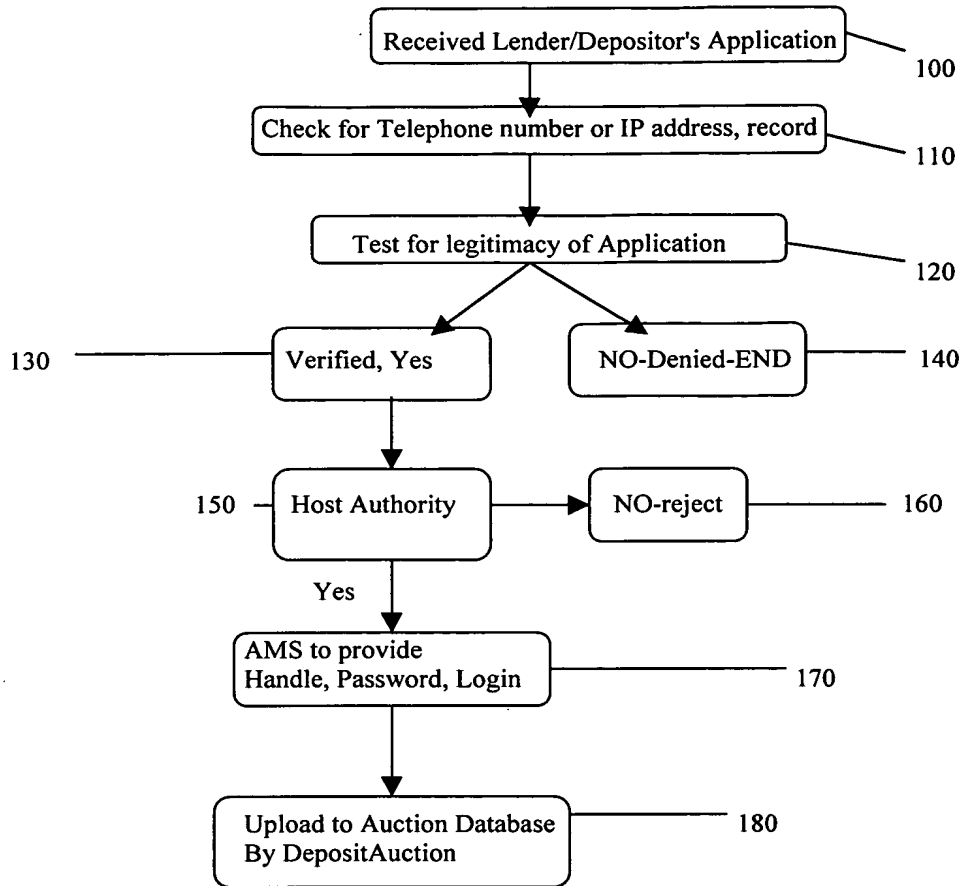 Received Lender/Depositor's Application
100
Check for Telephone number or IP address, record
110
Test for legitimacy of Application
120
130
Verified, Yes
NO-Denied-END
140
150
Host Authority
NO-reject
160
Yes
AMS to provide
Handle, Password, Login
170
Upload to Auction Database
By DepositAuction
180